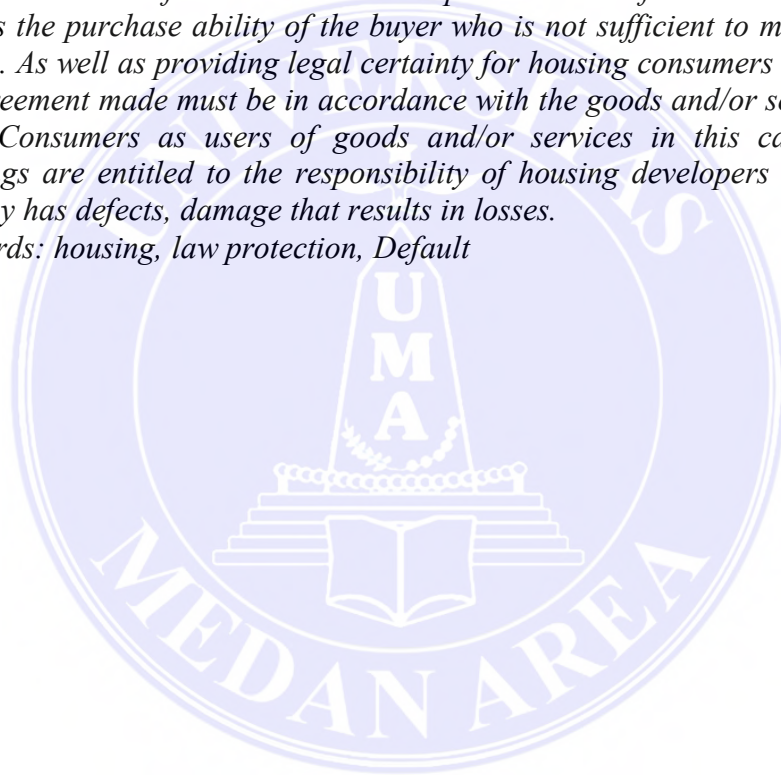 s the purchase ability of the buyer who is not sufficient to m
. As well as providing legal certainty for housing consumers
reement made must be in accordance with the goods and/or se
Consumers as users of goods and/or services in this ca
gs are entitled to the responsibility of housing developers
y has defects, damage that results in losses.
rds: housing, law protection, Default
UNIVERSITAS
U
M
A
MEDAN AREA